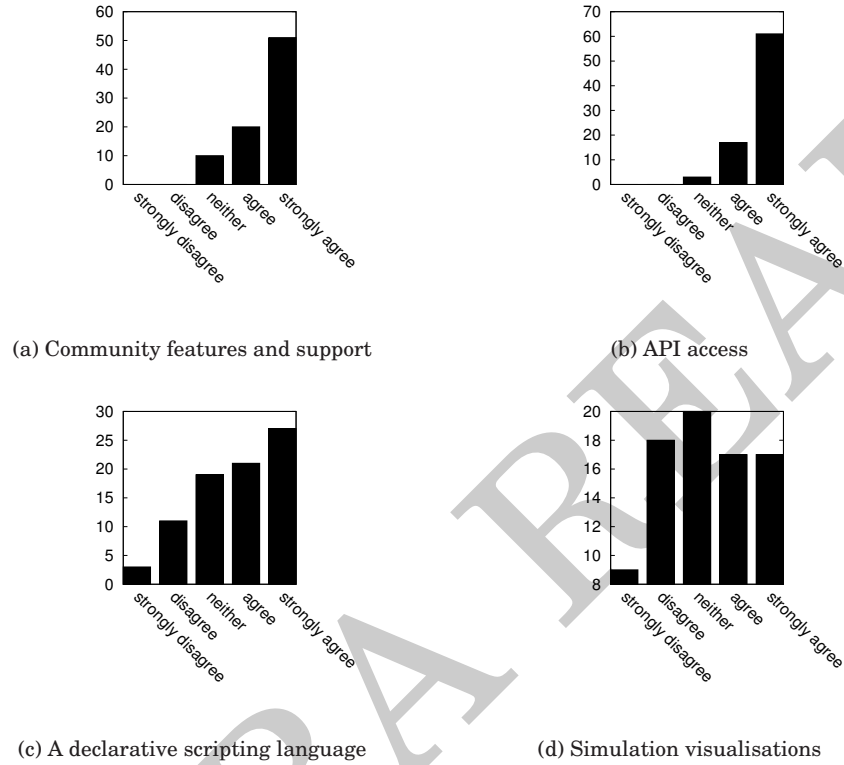 60
50
40
30
20
10
0
strongly disagree
disagree
neither
agree
strongly agree
(a) Community features and support
70
60
50
40
30
20
10
0
strongly disagree
disagree
neither
agree
strongly agree
(b) API access
30
25
20
15
10
5
0
strongly disagree
disagree
neither
agree
strongly agree
(c) A declarative scripting language
20
18
16
14
12
10
8
strongly disagree
disagree
neither
agree
strongly agree
(d) Simulation visualisations